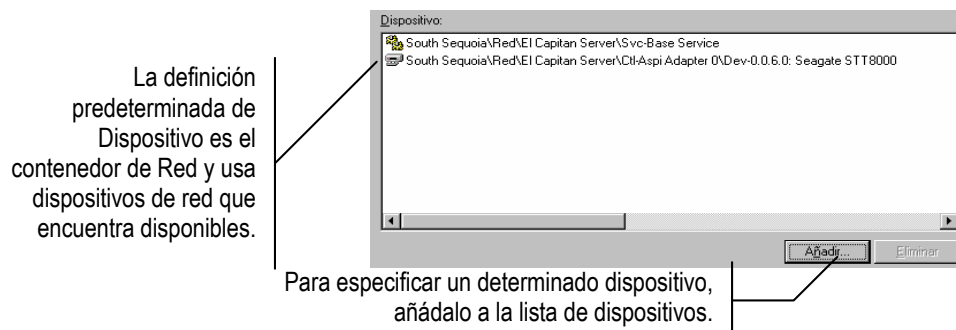 Dispositivo:
South Sequoia\Red\El Capitan Server\Svc-Base Service
South Sequoia\Red\El Capitan Server\Ctl-Aspi Adapter 0\Dev-0.0.6.0: Seagate STT8000
La definición
predeterminada de
Dispositivo es el
contenedor de Red y usa
dispositivos de red que
encuentra disponibles.
Añadir...
Eliminar
Para especificar un determinado dispositivo,
añádalo a la lista de dispositivos.